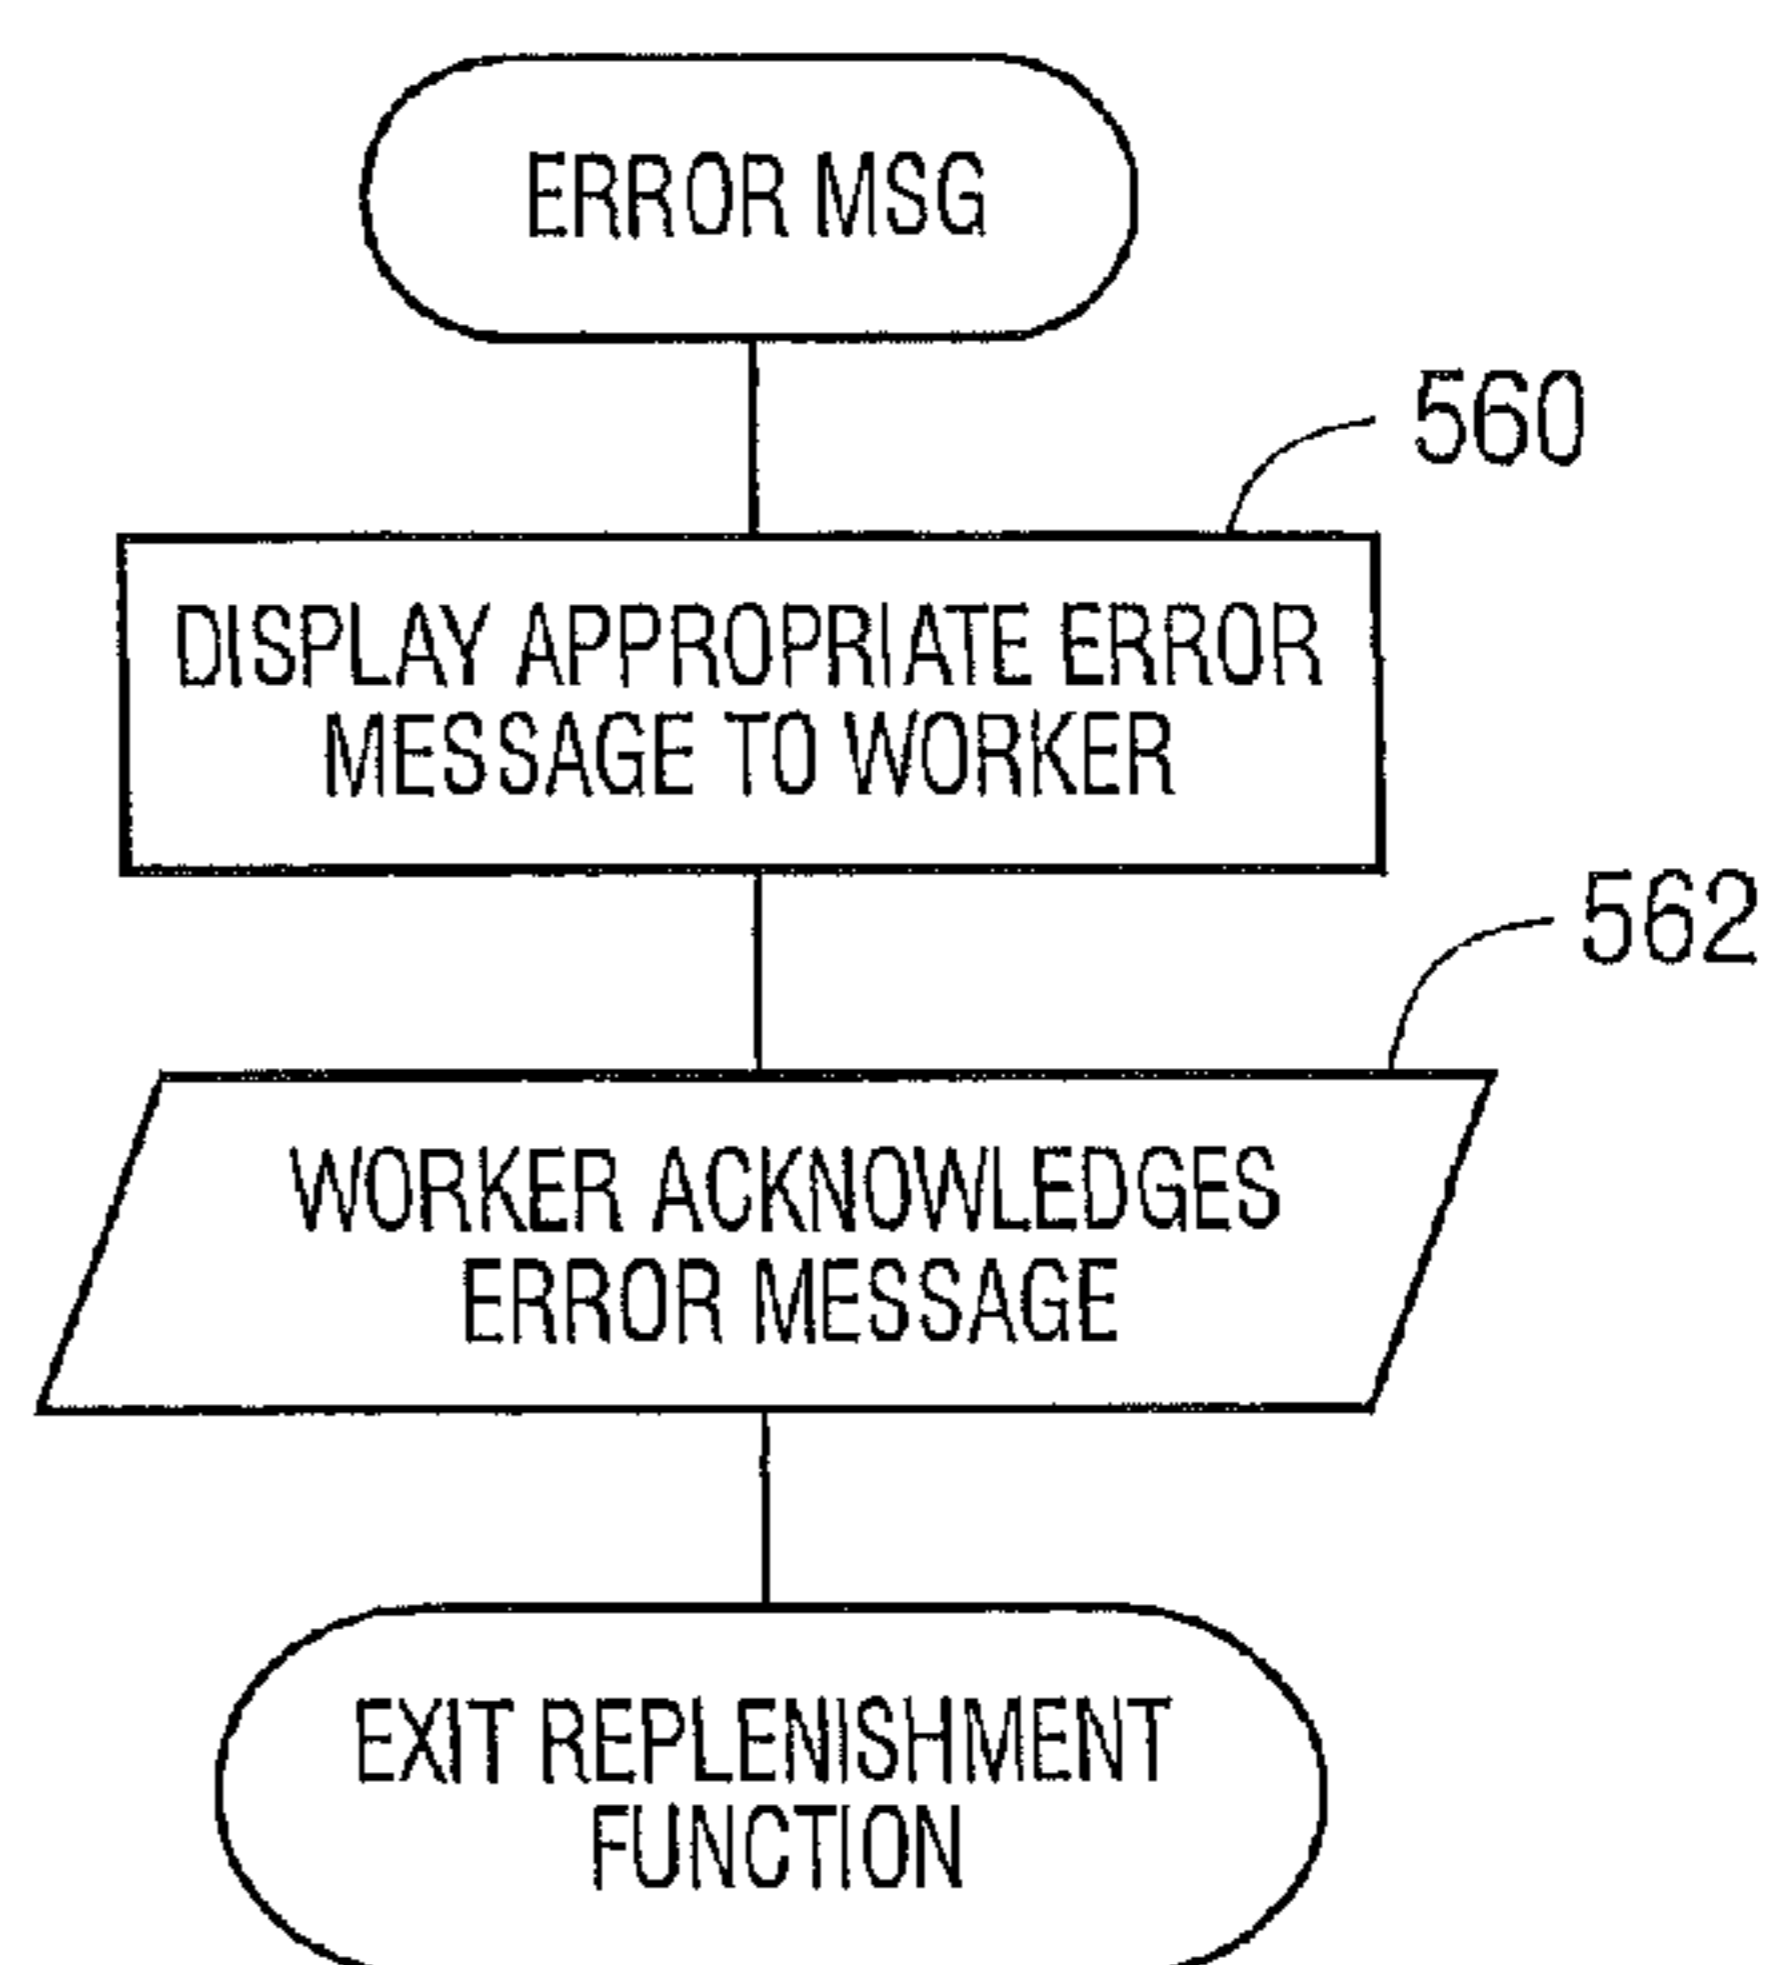 ERROR MSG
560
DISPLAY APPROPRIATE ERROR
MESSAGE TO WORKER
562
WORKER ACKNOWLEDGES
ERROR MESSAGE
EXIT REPLENISHMENT
FUNCTION